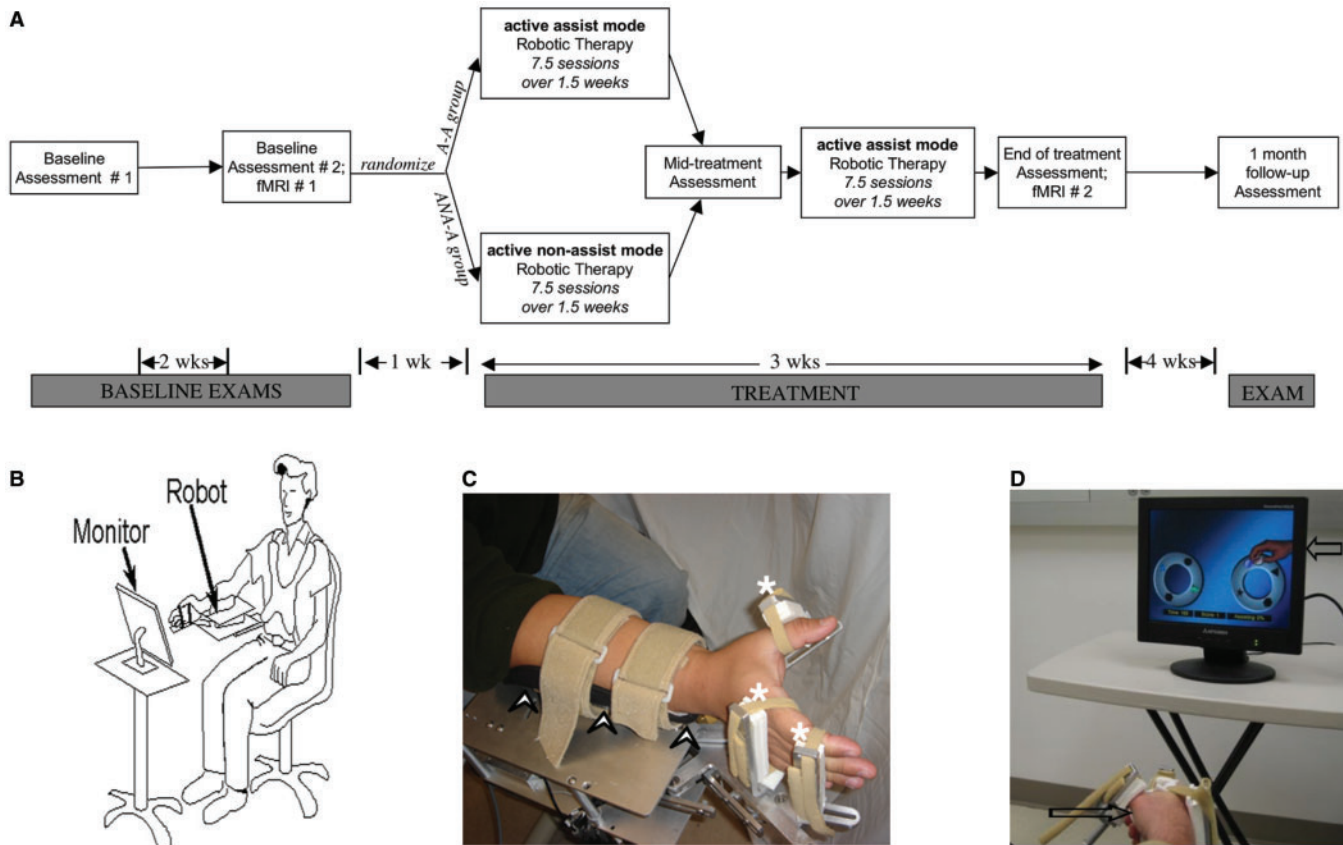 A
Baseline
Assessment # 1
Baseline
Assessment # 2;
fMRI # 1
randomize
A-A group
ANA-A group
active assist mode
Robotic Therapy
7.5 sessions
over 1.5 weeks
active non-assist mode
Robotic Therapy
7.5 sessions
over 1.5 weeks
Mid-treatment
Assessment
active assist mode
Robotic Therapy
7.5 sessions
over 1.5 weeks
End of treatment
Assessment;
fMRI # 2
1 month
follow-up
Assessment
2 wks
1 wk
3 wks
4 wks
BASELINE EXAMS
TREATMENT
EXAM
B
Robot
Monitor
C
*
*
*
D